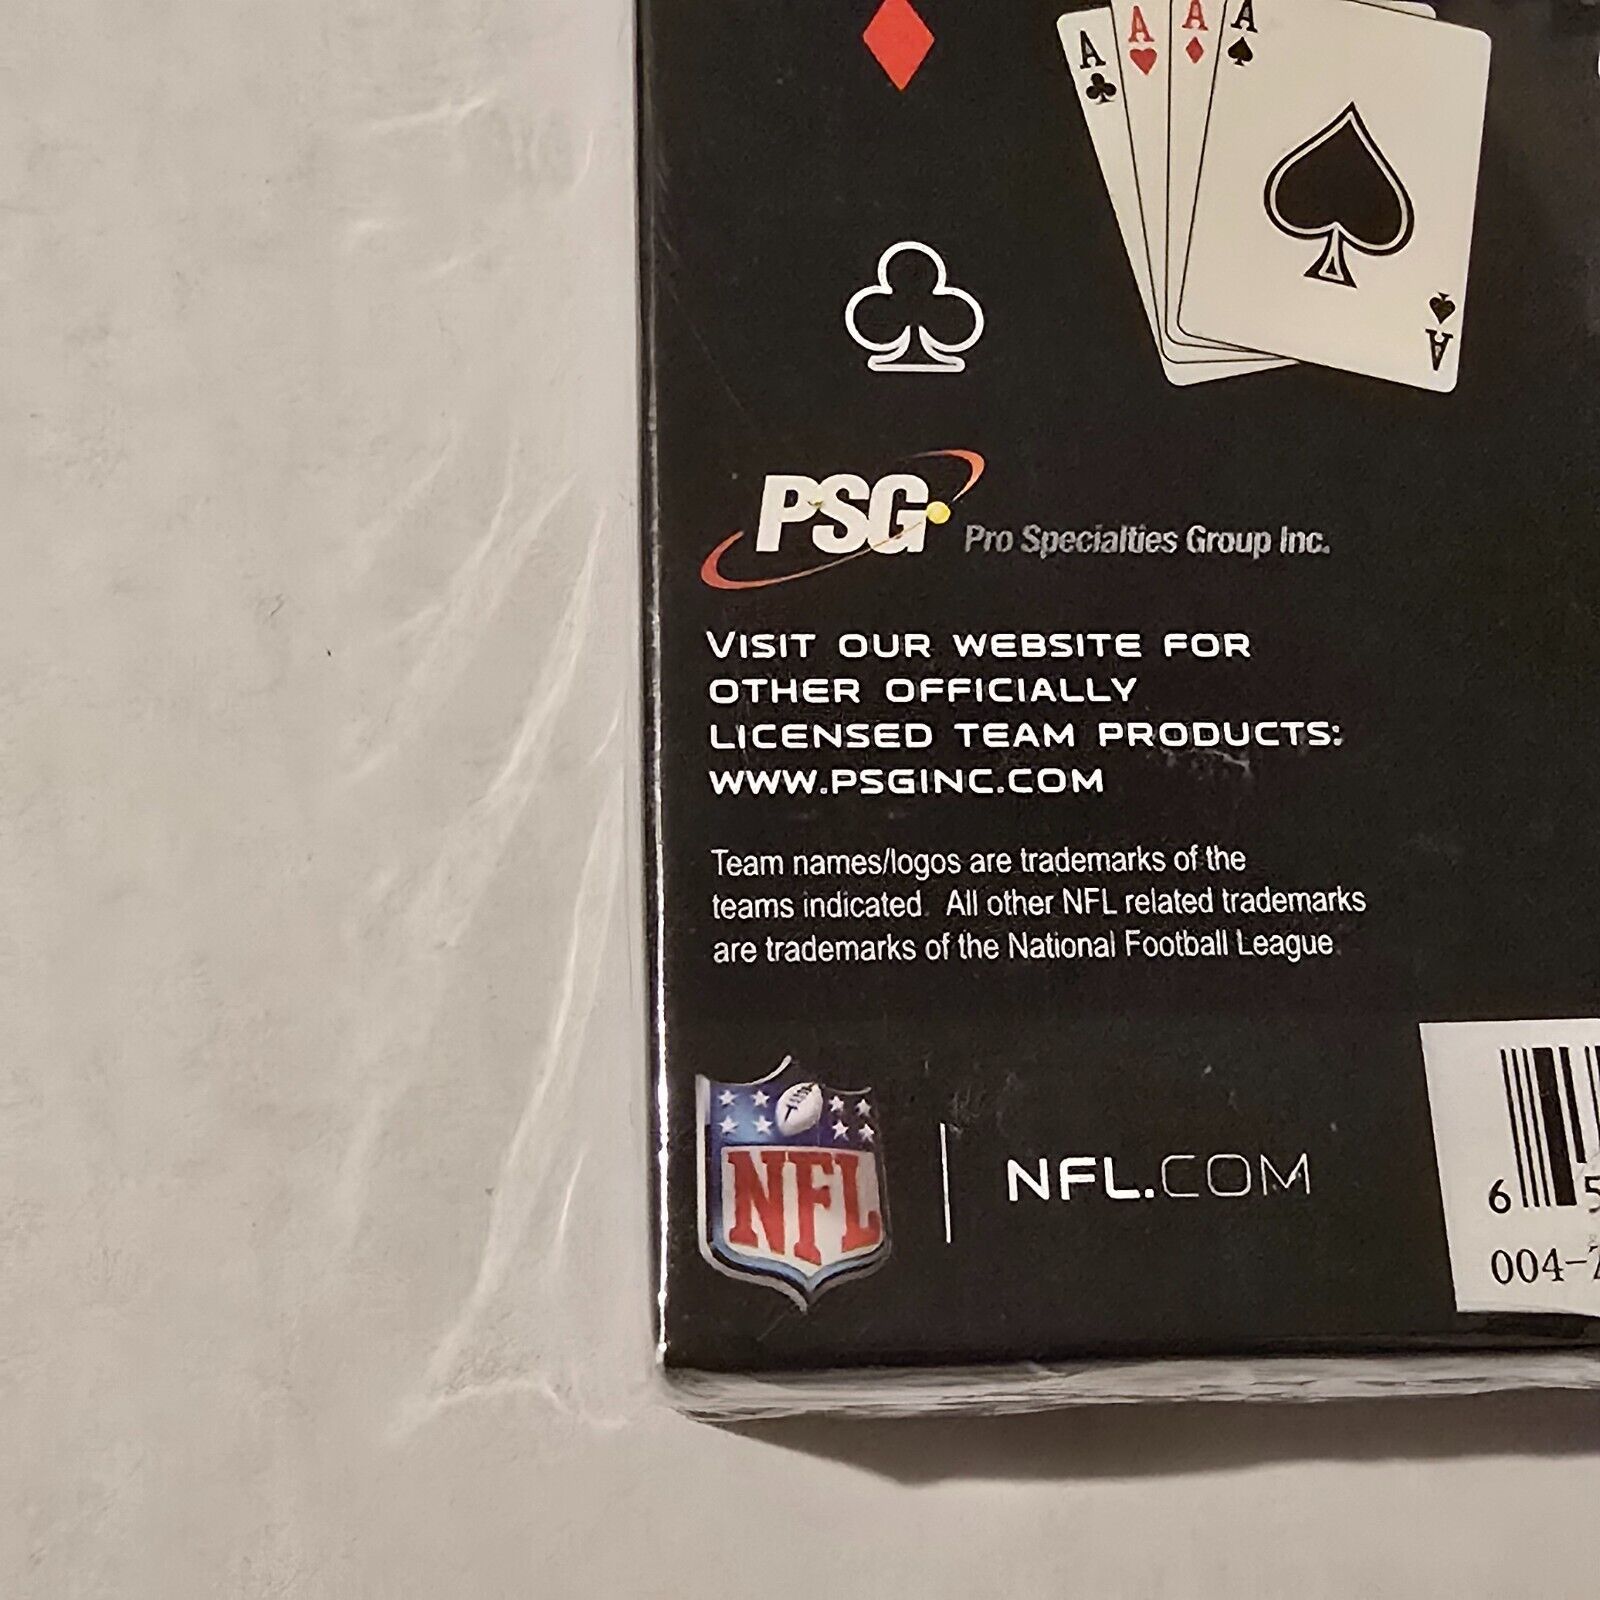 A A A A
A
PSG Pro Specialties Group Inc.
VISIT OUR WEBSITE FOR
OTHER OFFICIALLY
LICENSED TEAM PRODUCTS:
WWW.PSGINC.COM
Team names/logos are trademarks of the
teams indicated. All other NFL related trademarks
are trademarks of the National Football League
NFL | NFL.COM
6
004-